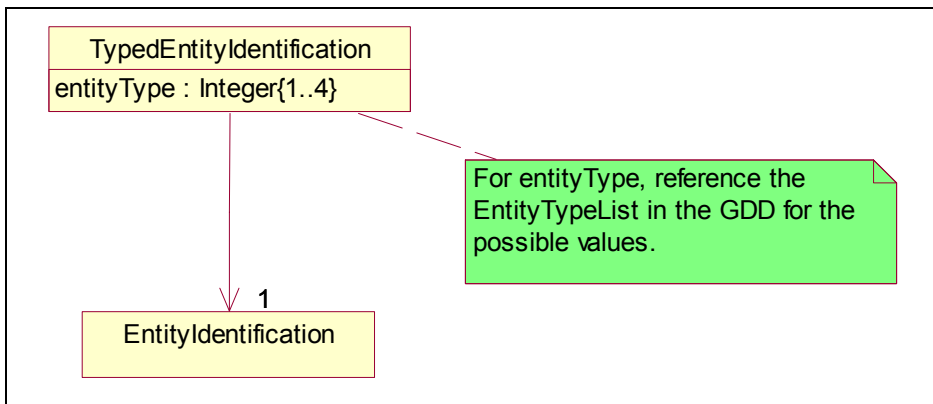 TypedEntityIdentification
entityType : Integer{1..4}
For entityType, reference the
EntityTypeList in the GDD for the
possible values.
1
EntityIdentification